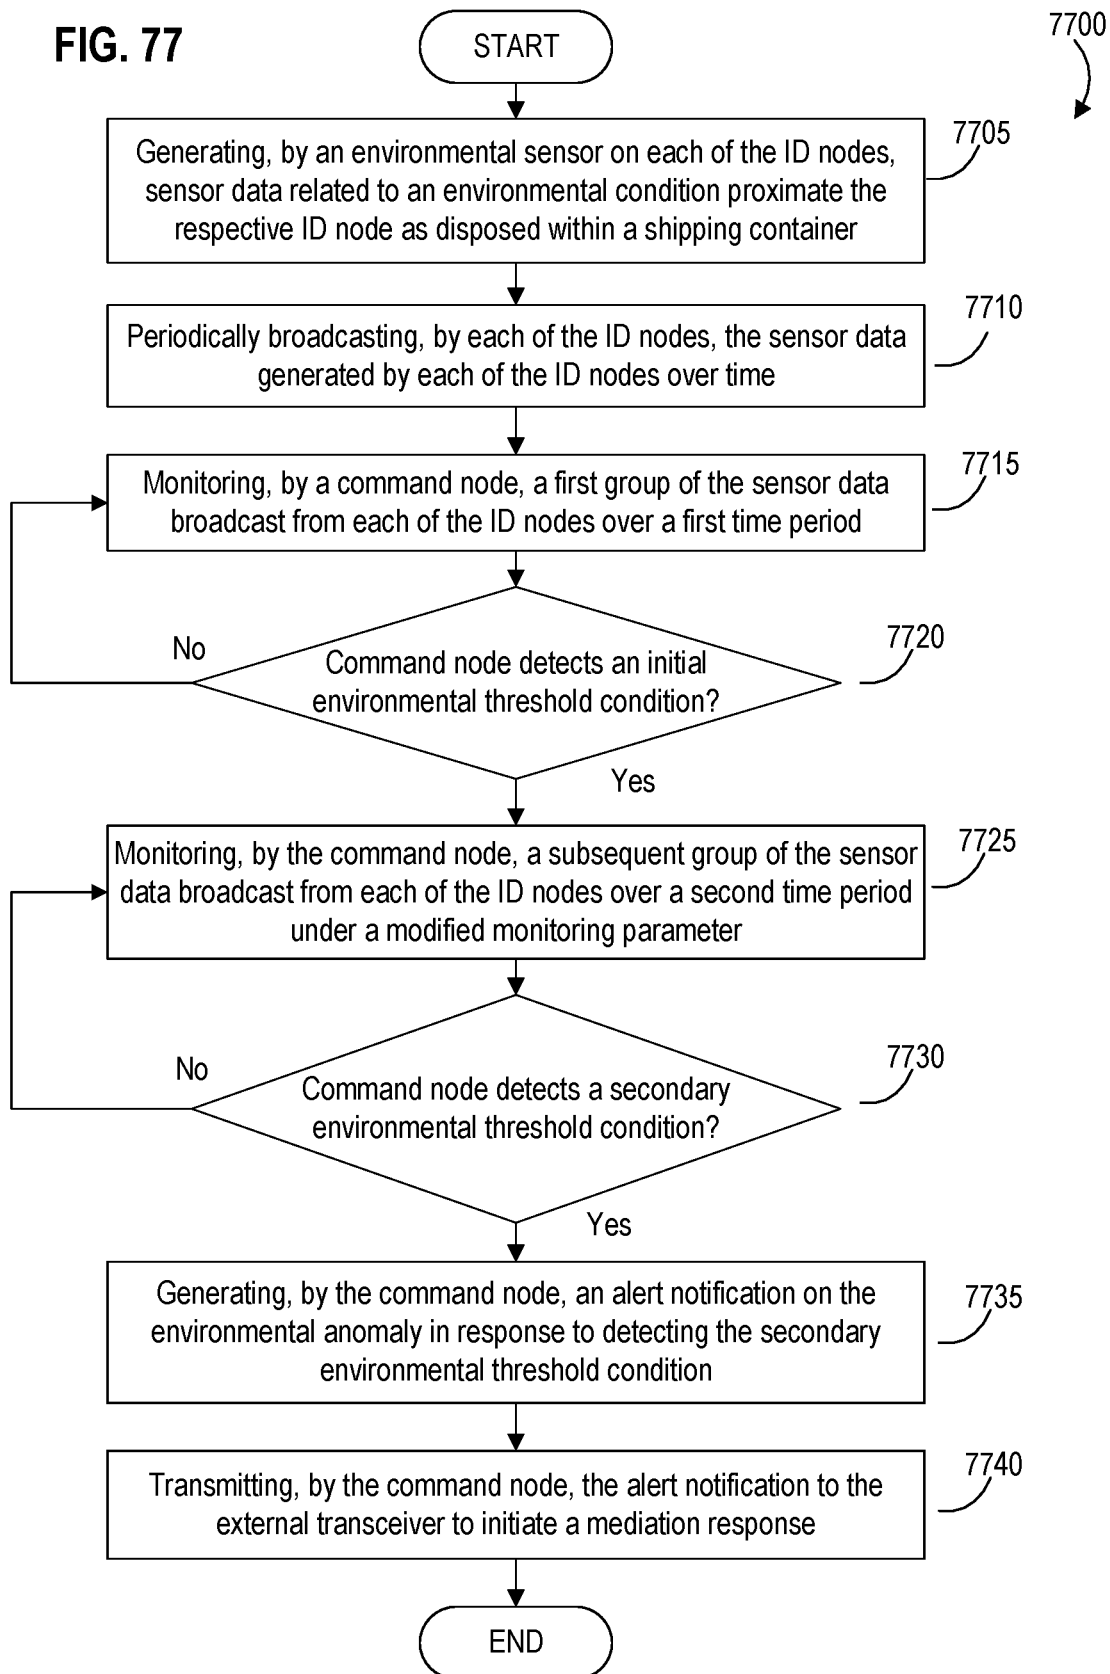 FIG. 77
START
7700
7705
Generating, by an environmental sensor on each of the ID nodes,
sensor data related to an environmental condition proximate the
respective ID node as disposed within a shipping container
7710
Periodically broadcasting, by each of the ID nodes, the sensor data
generated by each of the ID nodes over time
7715
Monitoring, by a command node, a first group of the sensor data
broadcast from each of the ID nodes over a first time period
7720
No
Command node detects an initial
environmental threshold condition?
Yes
7725
Monitoring, by the command node, a subsequent group of the sensor
data broadcast from each of the ID nodes over a second time period
under a modified monitoring parameter
7730
No
Command node detects a secondary
environmental threshold condition?
Yes
7735
Generating, by the command node, an alert notification on the
environmental anomaly in response to detecting the secondary
environmental threshold condition
7740
Transmitting, by the command node, the alert notification to the
external transceiver to initiate a mediation response
END